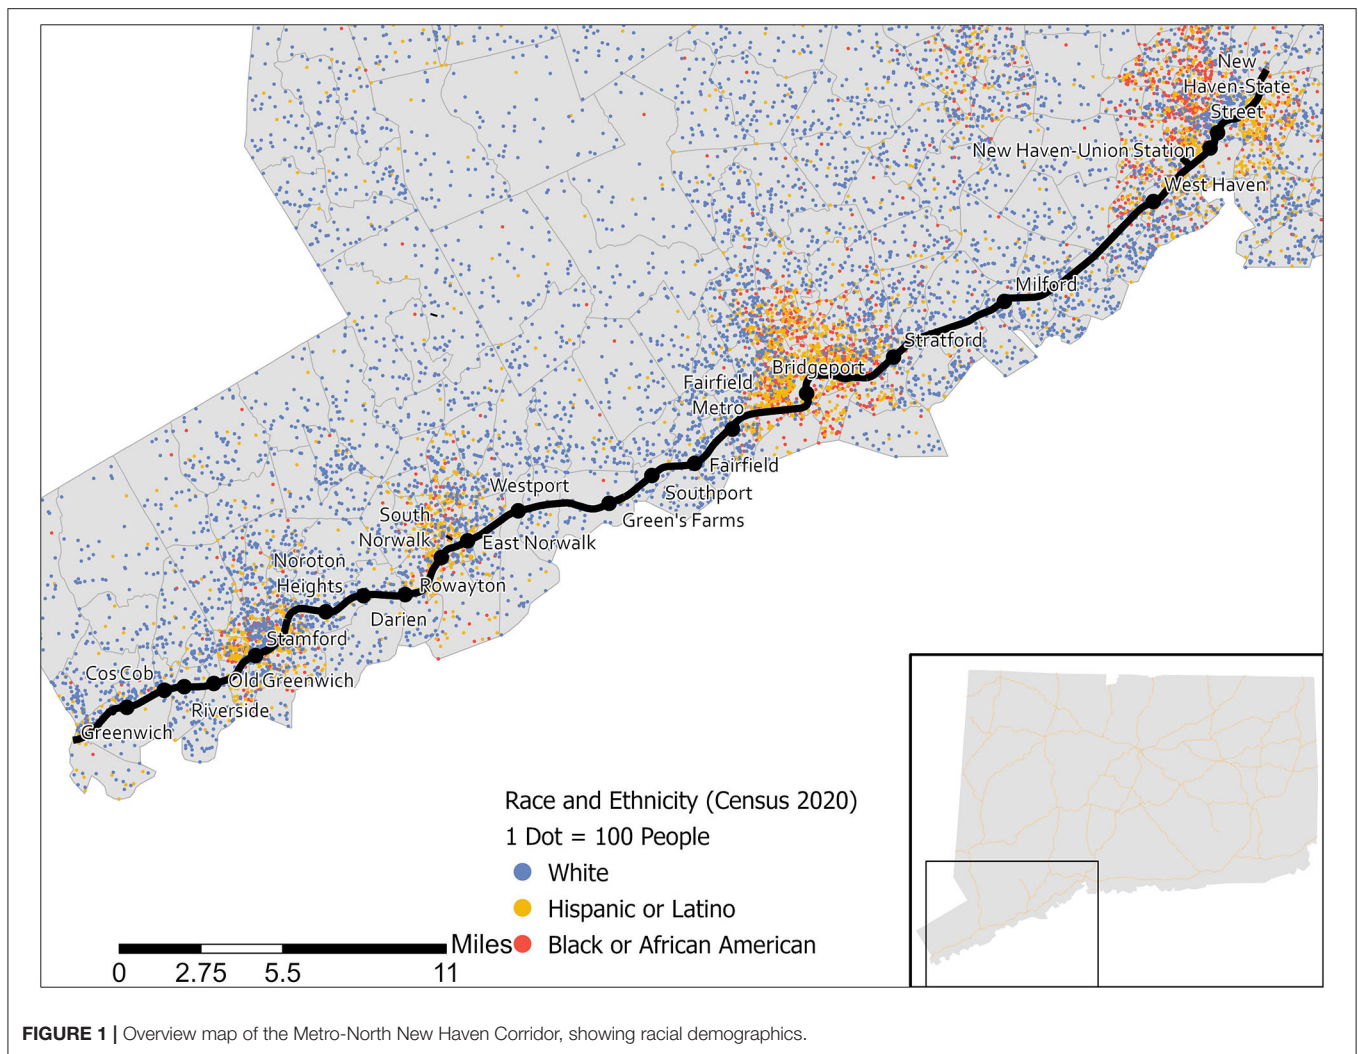 New
Haven-State
Street
New Haven-Union Station
West Haven
Milford
Stratford
Bridgeport
Fairfield
Metro
Fairfield
Westport
Southport
South
Norwalk
Green's Farms
East Norwalk
Noroton
Heights
Rowayton
Darien
Stamford
Cos Cob
Old Greenwich
Riverside
Greenwich
Race and Ethnicity (Census 2020)
1 Dot = 100 People
White
Hispanic or Latino
Black or African American
Miles
0 2.75 5.5 11
FIGURE 1 | Overview map of the Metro-North New Haven Corridor, showing racial demographics.